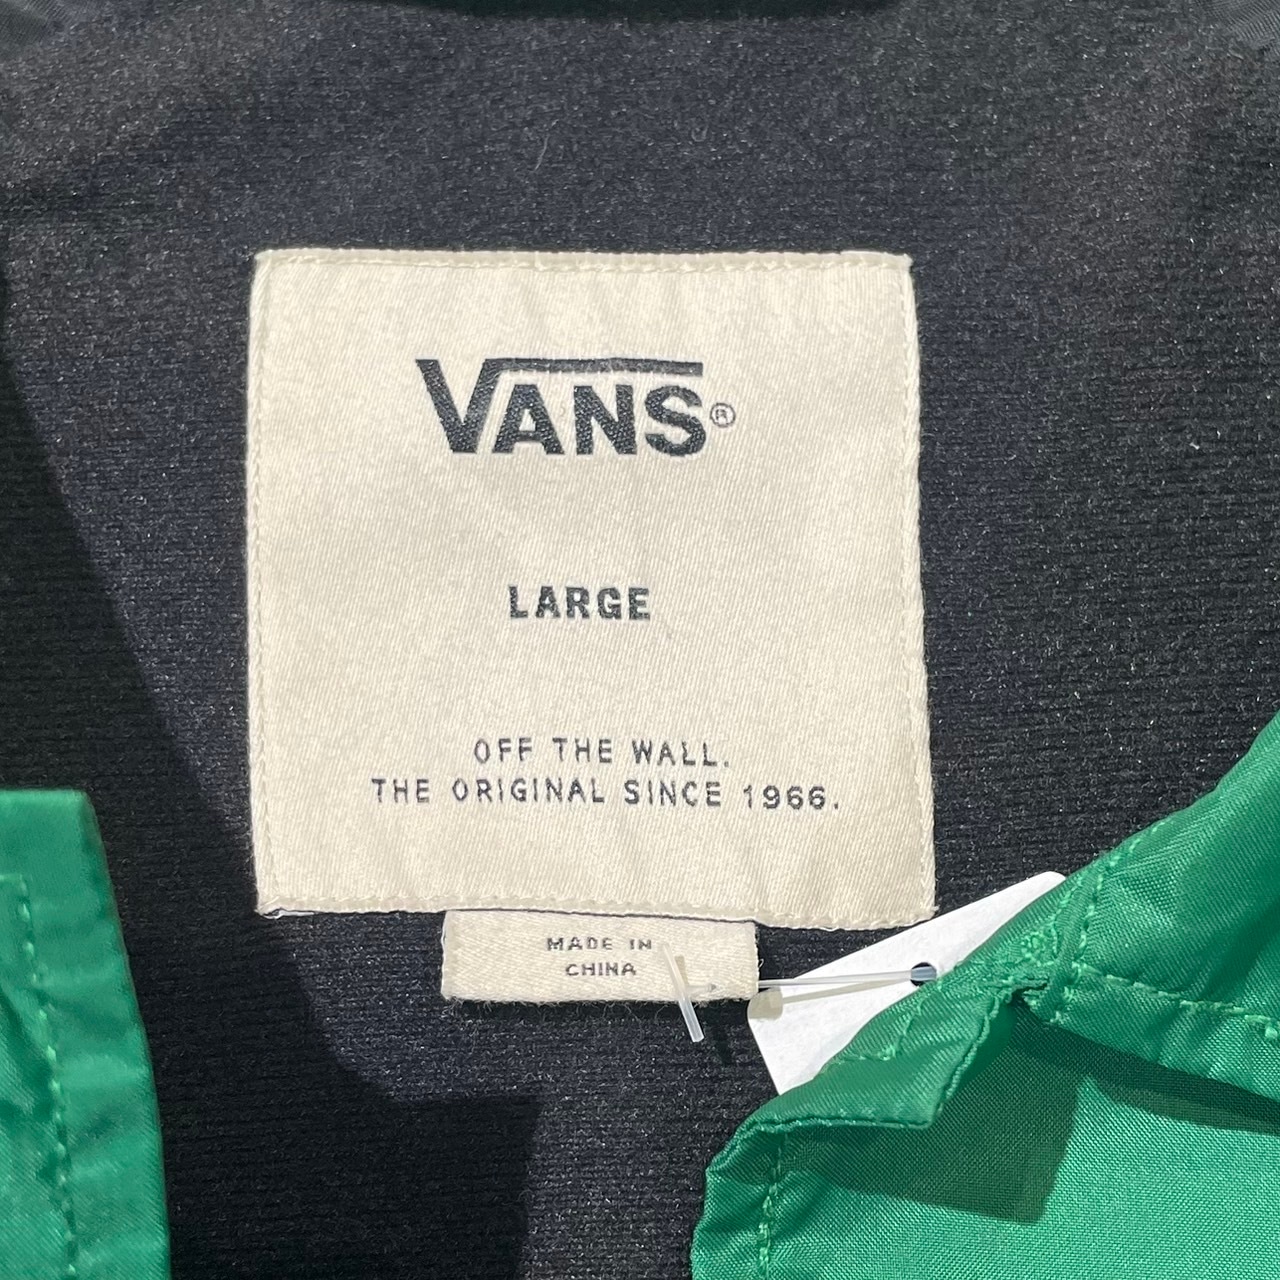 VANS®
LARGE
OFF THE WALL.
THE ORIGINAL SINCE 1966.
MADE IN
CHINA